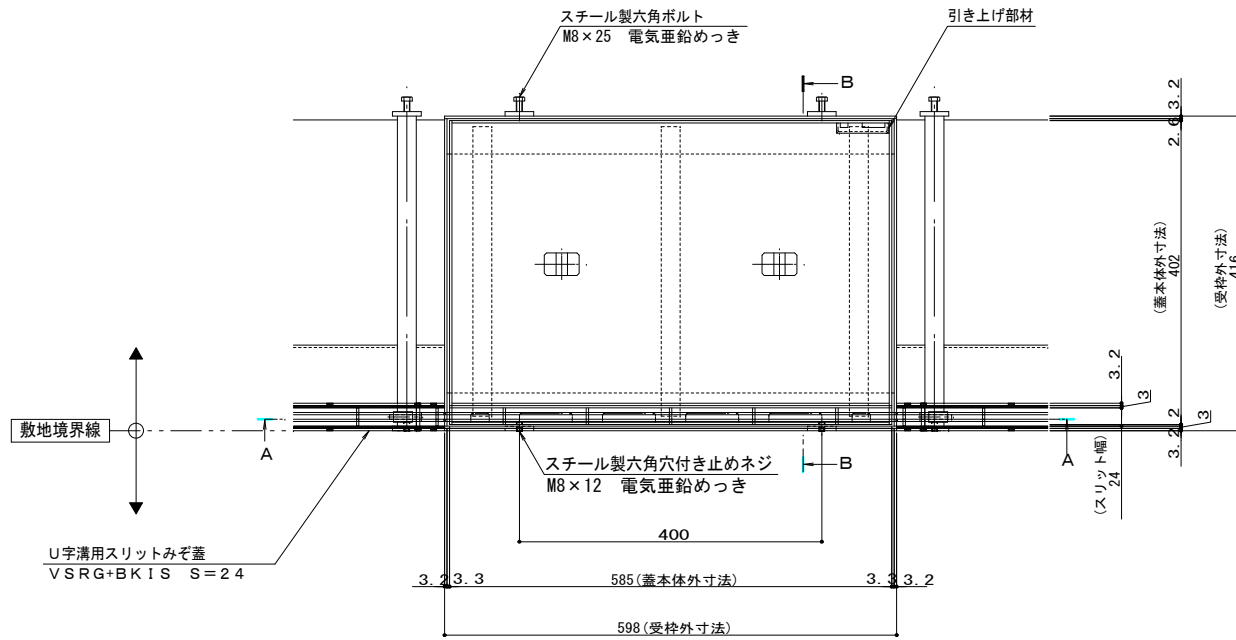 スチール製六角ボルト
M8×25 電気亜鉛めっき
引き上げ部材
B
3.2
2.6
(蓋本体外寸法)
402
(受枠外寸法)
416
3.2
3
3
3.2
(スリット幅)
24
敷地境界線
A
A
スチール製六角穴付き止めネジ
M8×12 電気亜鉛めっき
B
400
U字溝用スリットみぞ蓋
VSRG+BKIS S=24
3.2
3.3
585(蓋本体外寸法)
3.3
3.2
598(受枠外寸法)